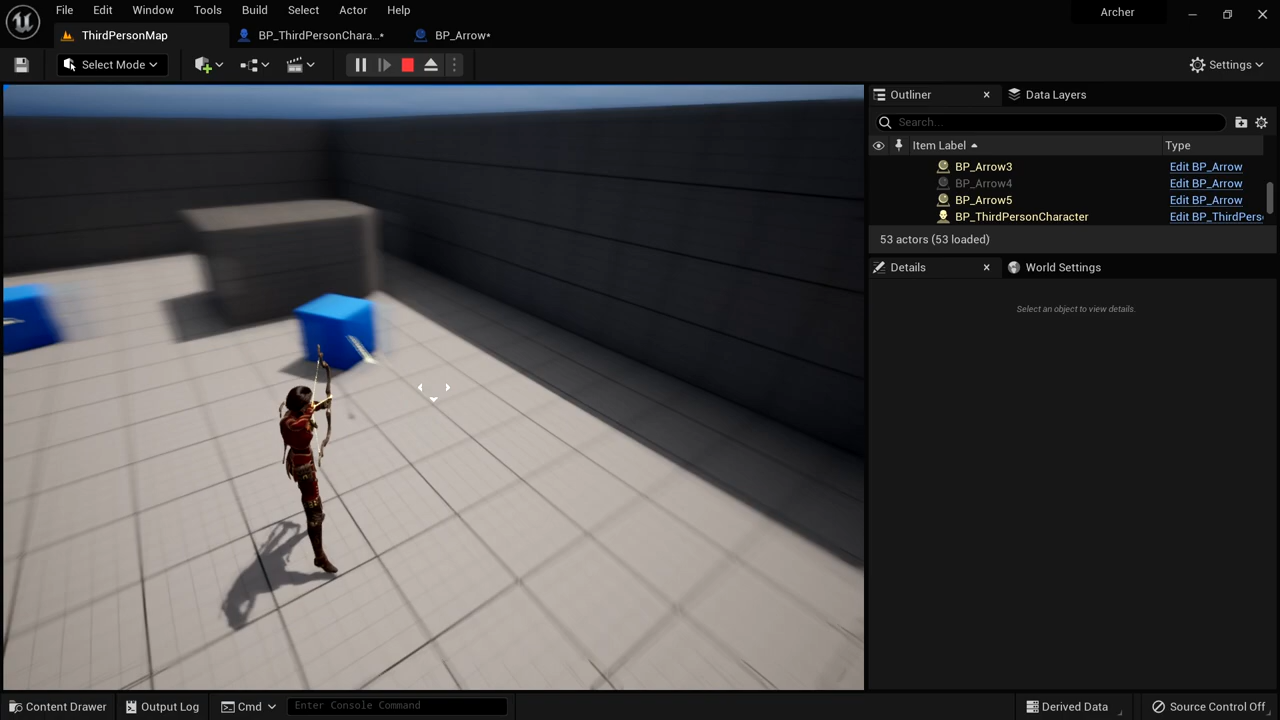 File Edit Window Tools Build Select Actor Help
Archer
ThirdPersonMap BP_ThirdPersonChara...* BP_Arrow*
Select Mode Settings
Outliner Data Layers
Search...
Item Label Type
BP_Arrow3 Edit BP_Arrow
BP_Arrow4 Edit BP_Arrow
BP_Arrow5 Edit BP_Arrow
BP_ThirdPersonCharacter Edit BP_ThirdPers
53 actors (53 loaded)
Details World Settings
Select an object to view details.
Content Drawer Output Log Cmd Enter Console Command Derived Data Source Control Off